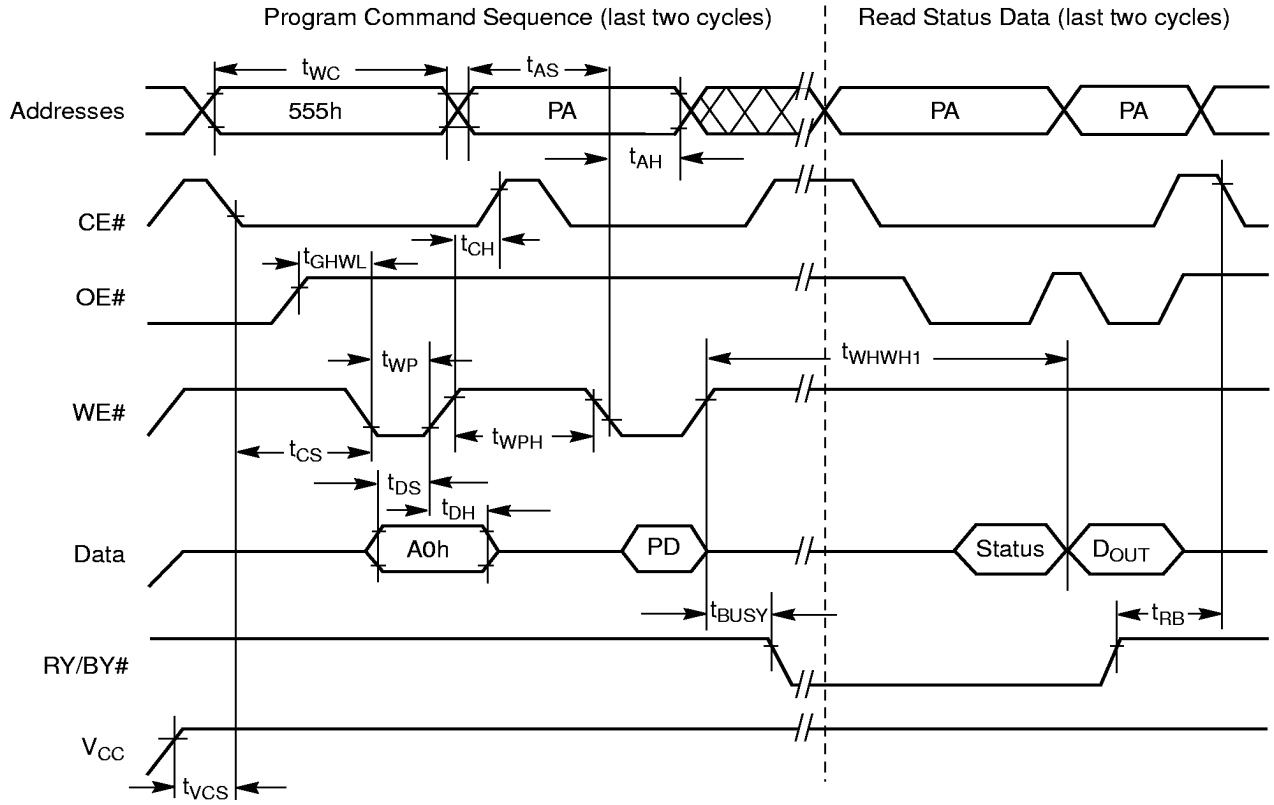 Program Command Sequence (last two cycles) Read Status Data (last two cycles)
tWC tAS
Addresses 555h PA PA PA
tAH
CE#
tCH
tGHWL
OE#
tWP tWHWH1
WE#
tCS tWPH
tDS
tDH
Data A0h PD Status DOUT
tBUSY tRB
RY/BY#
VCC
tVCS